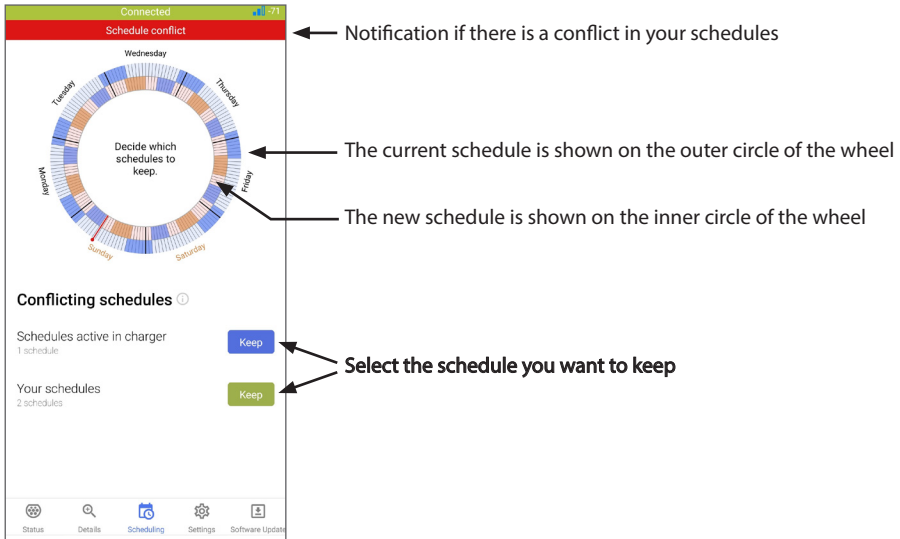 Connected -71
Schedule conflict
Notification if there is a conflict in your schedules
Wednesday
Tuesday
Thursday
Monday
Friday
Sunday
Saturday
Decide which
schedules to
keep.
The current schedule is shown on the outer circle of the wheel
The new schedule is shown on the inner circle of the wheel
Conflicting schedules
Schedules active in charger
1 schedule
Keep
Select the schedule you want to keep
Your schedules
2 schedules
Keep
Status Details Scheduling Settings Software Update